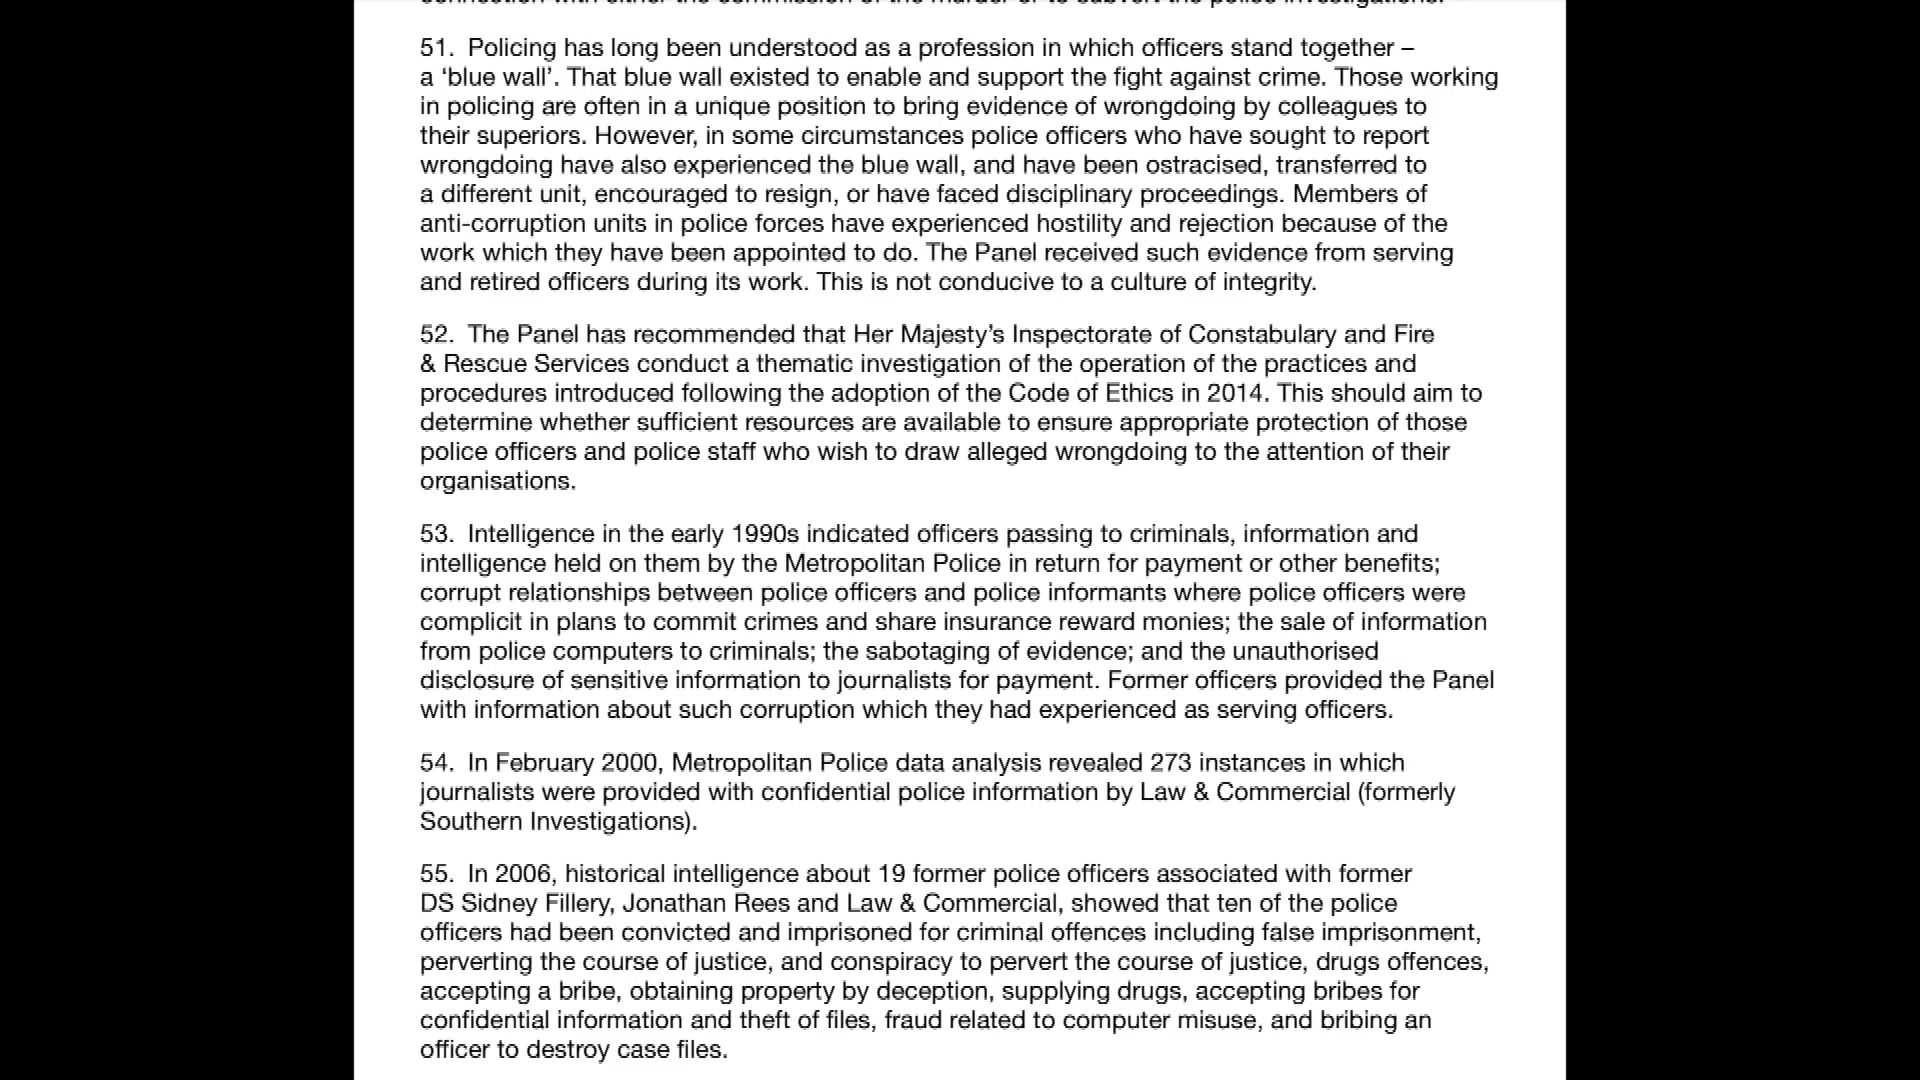 connection with either the commission of the murder or to subvert the police investigations.
51. Policing has long been understood as a profession in which officers stand together –
a ‘blue wall’. That blue wall existed to enable and support the fight against crime. Those working
in policing are often in a unique position to bring evidence of wrongdoing by colleagues to
their superiors. However, in some circumstances police officers who have sought to report
wrongdoing have also experienced the blue wall, and have been ostracised, transferred to
a different unit, encouraged to resign, or have faced disciplinary proceedings. Members of
anti-corruption units in police forces have experienced hostility and rejection because of the
work which they have been appointed to do. The Panel received such evidence from serving
and retired officers during its work. This is not conducive to a culture of integrity.
52. The Panel has recommended that Her Majesty’s Inspectorate of Constabulary and Fire
& Rescue Services conduct a thematic investigation of the operation of the practices and
procedures introduced following the adoption of the Code of Ethics in 2014. This should aim to
determine whether sufficient resources are available to ensure appropriate protection of those
police officers and police staff who wish to draw alleged wrongdoing to the attention of their
organisations.
53. Intelligence in the early 1990s indicated officers passing to criminals, information and
intelligence held on them by the Metropolitan Police in return for payment or other benefits;
corrupt relationships between police officers and police informants where police officers were
complicit in plans to commit crimes and share insurance reward monies; the sale of information
from police computers to criminals; the sabotaging of evidence; and the unauthorised
disclosure of sensitive information to journalists for payment. Former officers provided the Panel
with information about such corruption which they had experienced as serving officers.
54. In February 2000, Metropolitan Police data analysis revealed 273 instances in which
journalists were provided with confidential police information by Law & Commercial (formerly
Southern Investigations).
55. In 2006, historical intelligence about 19 former police officers associated with former
DS Sidney Fillery, Jonathan Rees and Law & Commercial, showed that ten of the police
officers had been convicted and imprisoned for criminal offences including false imprisonment,
perverting the course of justice, and conspiracy to pervert the course of justice, drugs offences,
accepting a bribe, obtaining property by deception, supplying drugs, accepting bribes for
confidential information and theft of files, fraud related to computer misuse, and bribing an
officer to destroy case files.